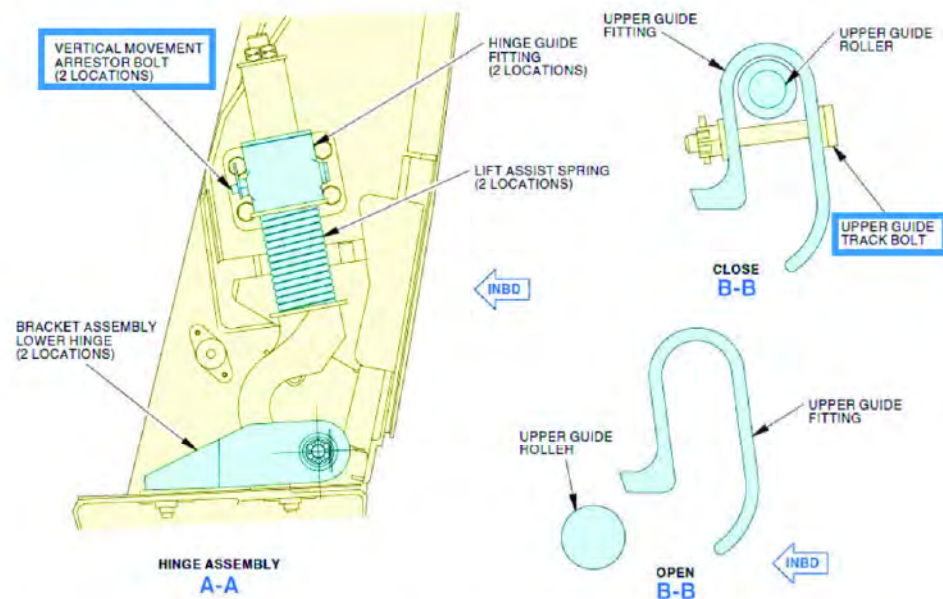 VERTICAL MOVEMENT
ARRESTOR BOLT
(2 LOCATIONS)
HINGE GUIDE
FITTING
(2 LOCATIONS)
LIFT ASSIST SPRING
(2 LOCATIONS)
INBD
BRACKET ASSEMBLY
LOWER HINGE
(2 LOCATIONS)
HINGE ASSEMBLY
A-A
UPPER GUIDE
FITTING
UPPER GUIDE
ROLLER
UPPER GUIDE
TRACK BOLT
CLOSE
B-B
UPPER GUIDE
FITTING
UPPER GUIDE
ROLLER
INBD
OPEN
B-B